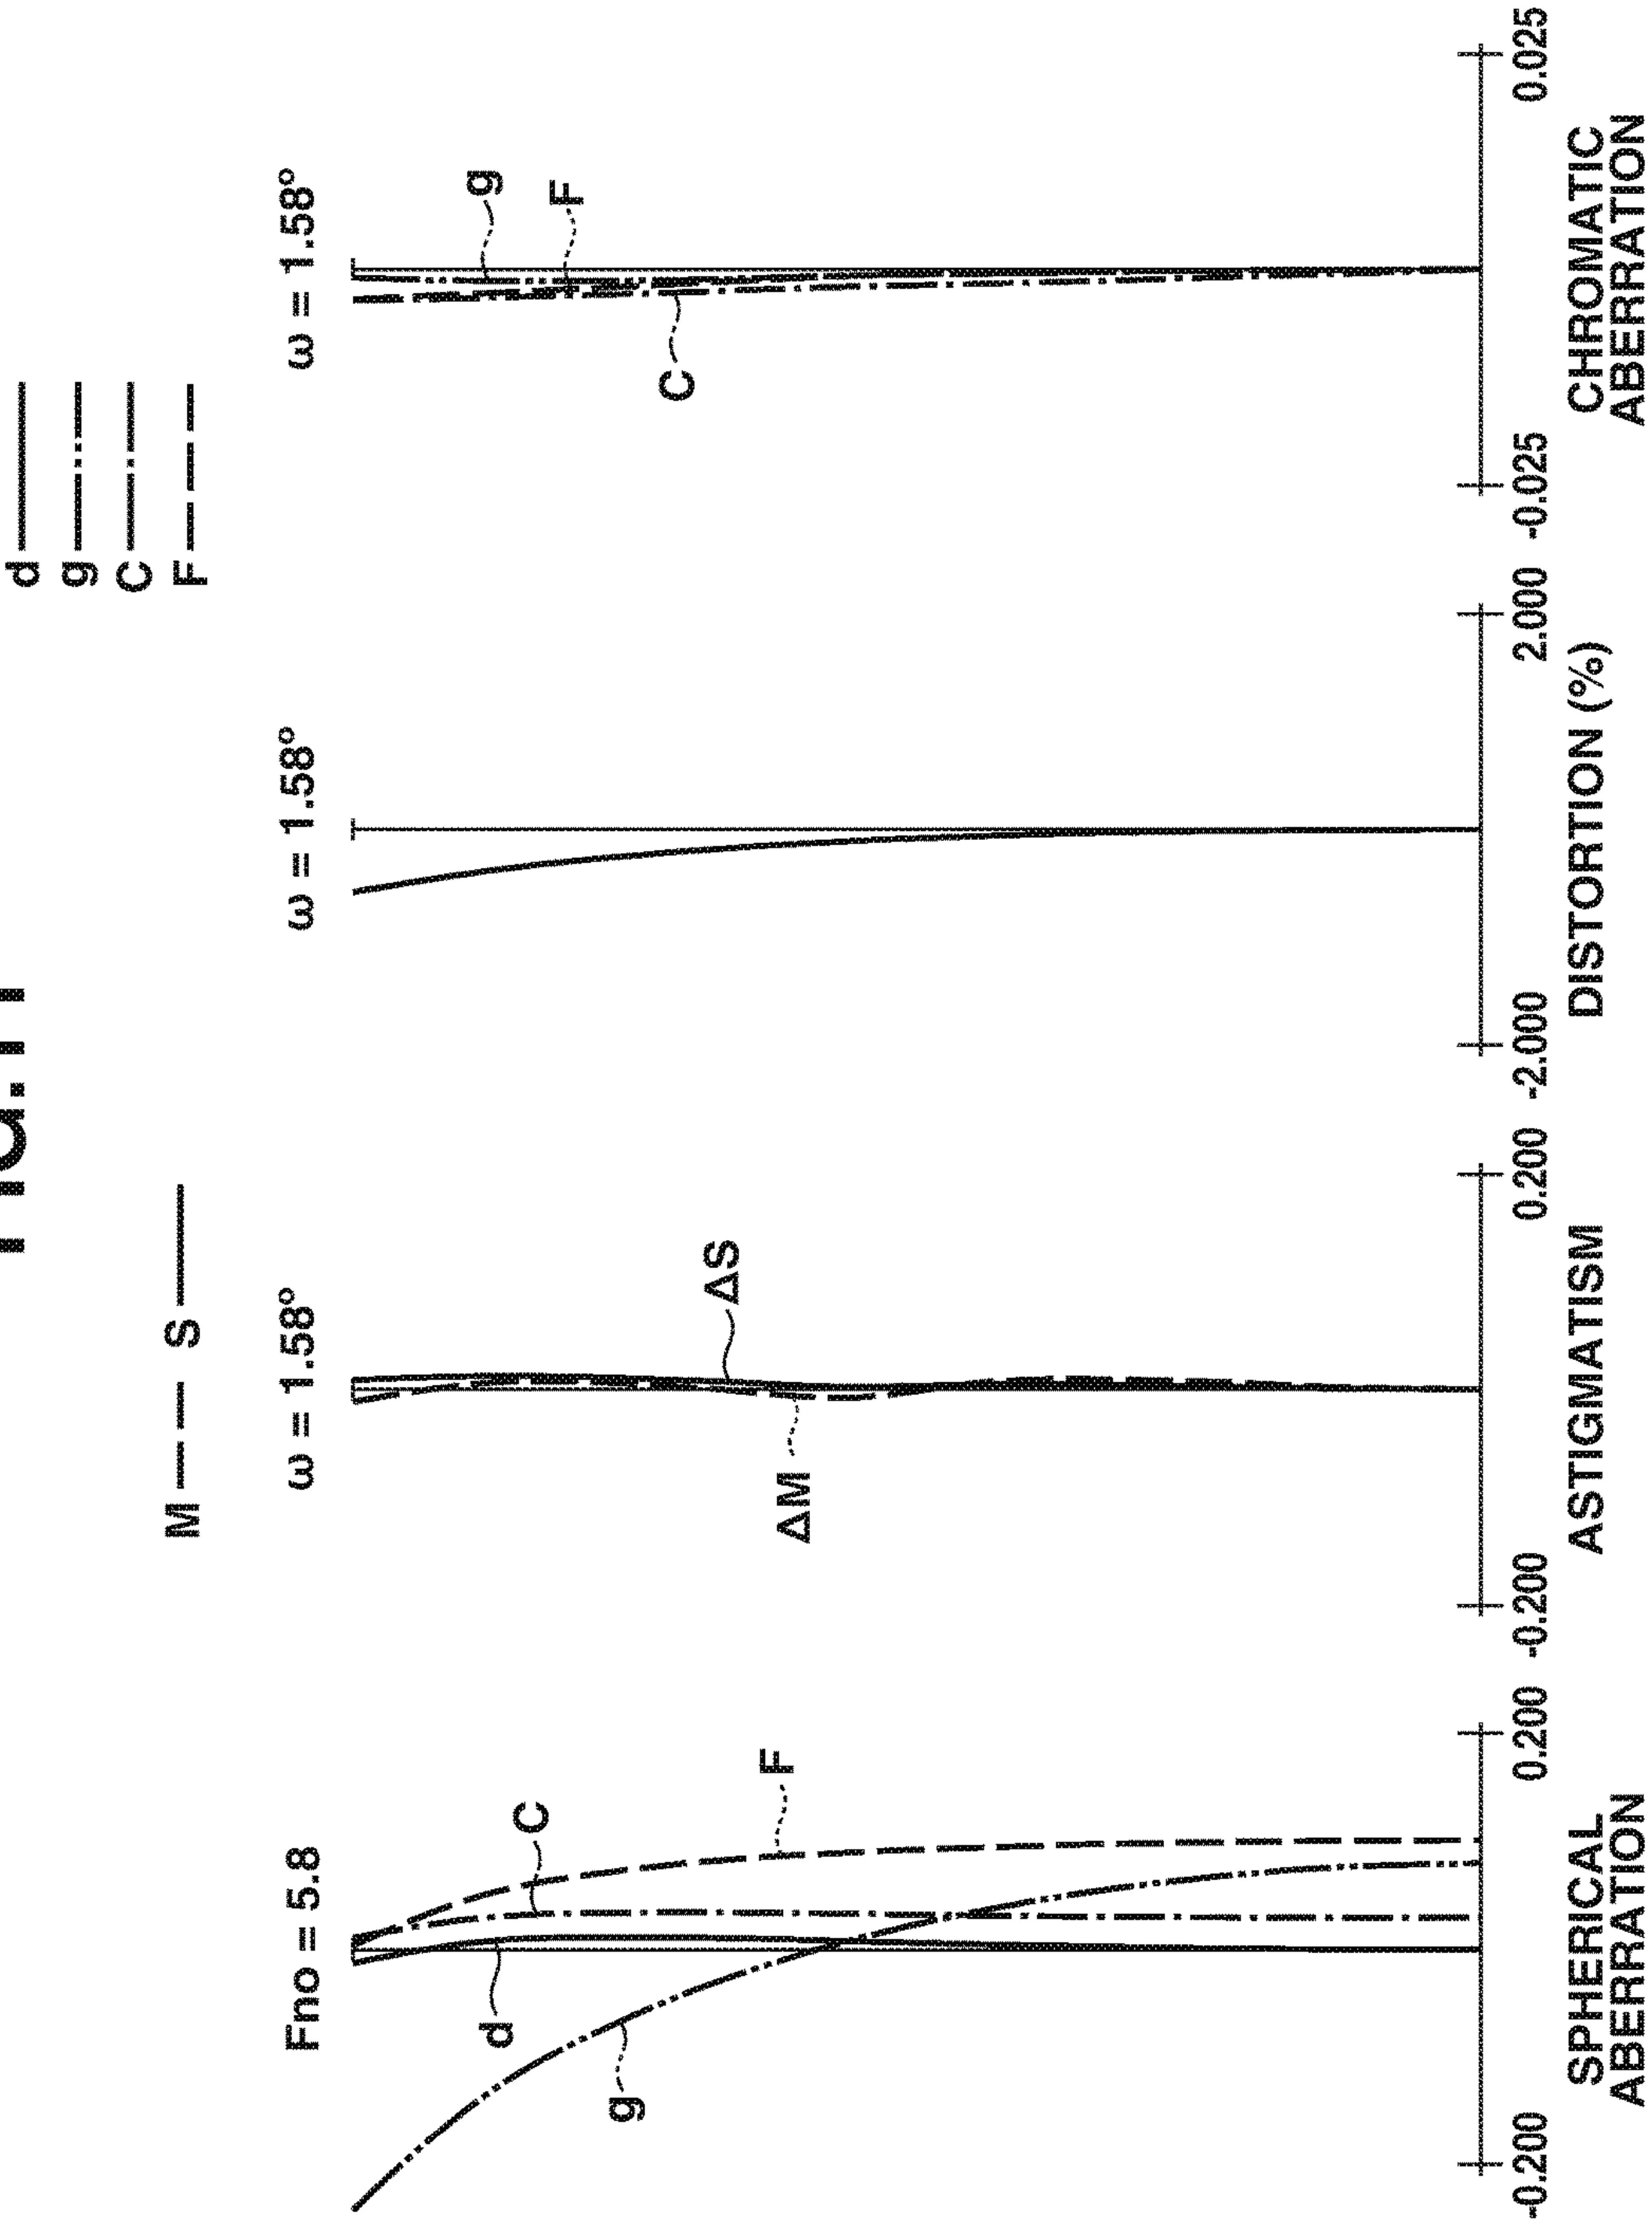 M S
d
g
C
F
Fno = 5.8
d
g
C
F
-0.200 0.200
SPHERICAL
ABERRATION
ω = 1.58°
ΔM
ΔS
-0.200 0.200
ASTIGMATISM
ω = 1.58°
-2.000 2.000
DISTORTION (%)
ω = 1.58°
g
F
C
-0.025 0.025
CHROMATIC
ABERRATION